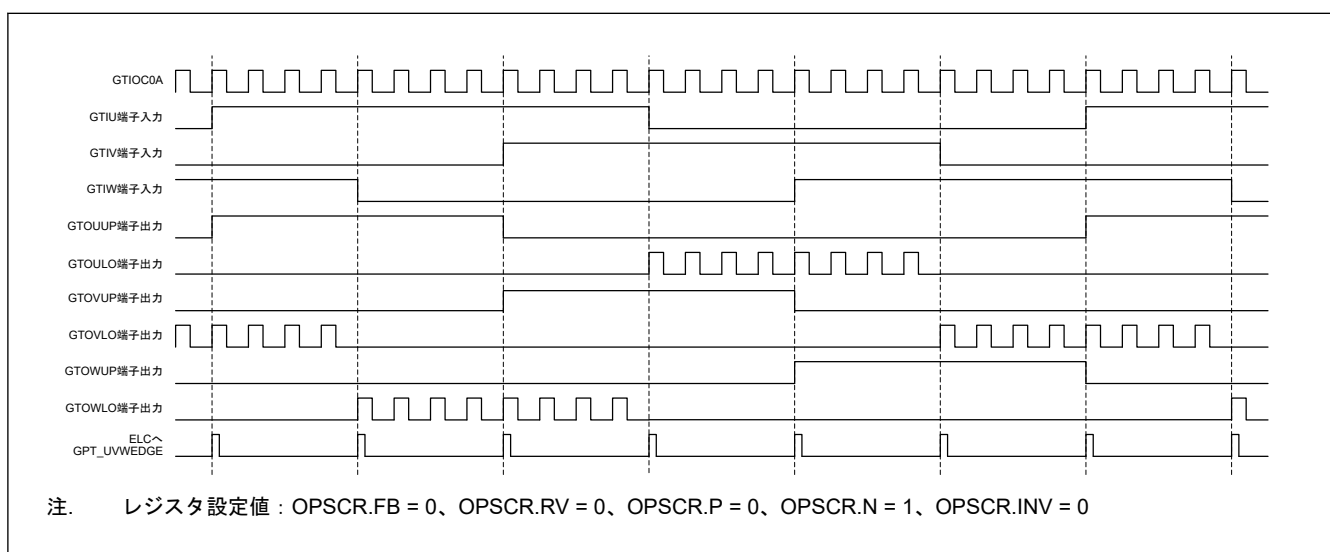 GTIOC0A
GTIU端子入力
GTIV端子入力
GTIW端子入力
GTOUUP端子出力
GTOULO端子出力
GTOVUP端子出力
GTOVLO端子出力
GTOWUP端子出力
GTOWLO端子出力
ELCへ
GPT_UVWEDGE
注. レジスタ設定値：OPSCR.FB = 0、OPSCR.RV = 0、OPSCR.P = 0、OPSCR.N = 1、OPSCR.INV = 0